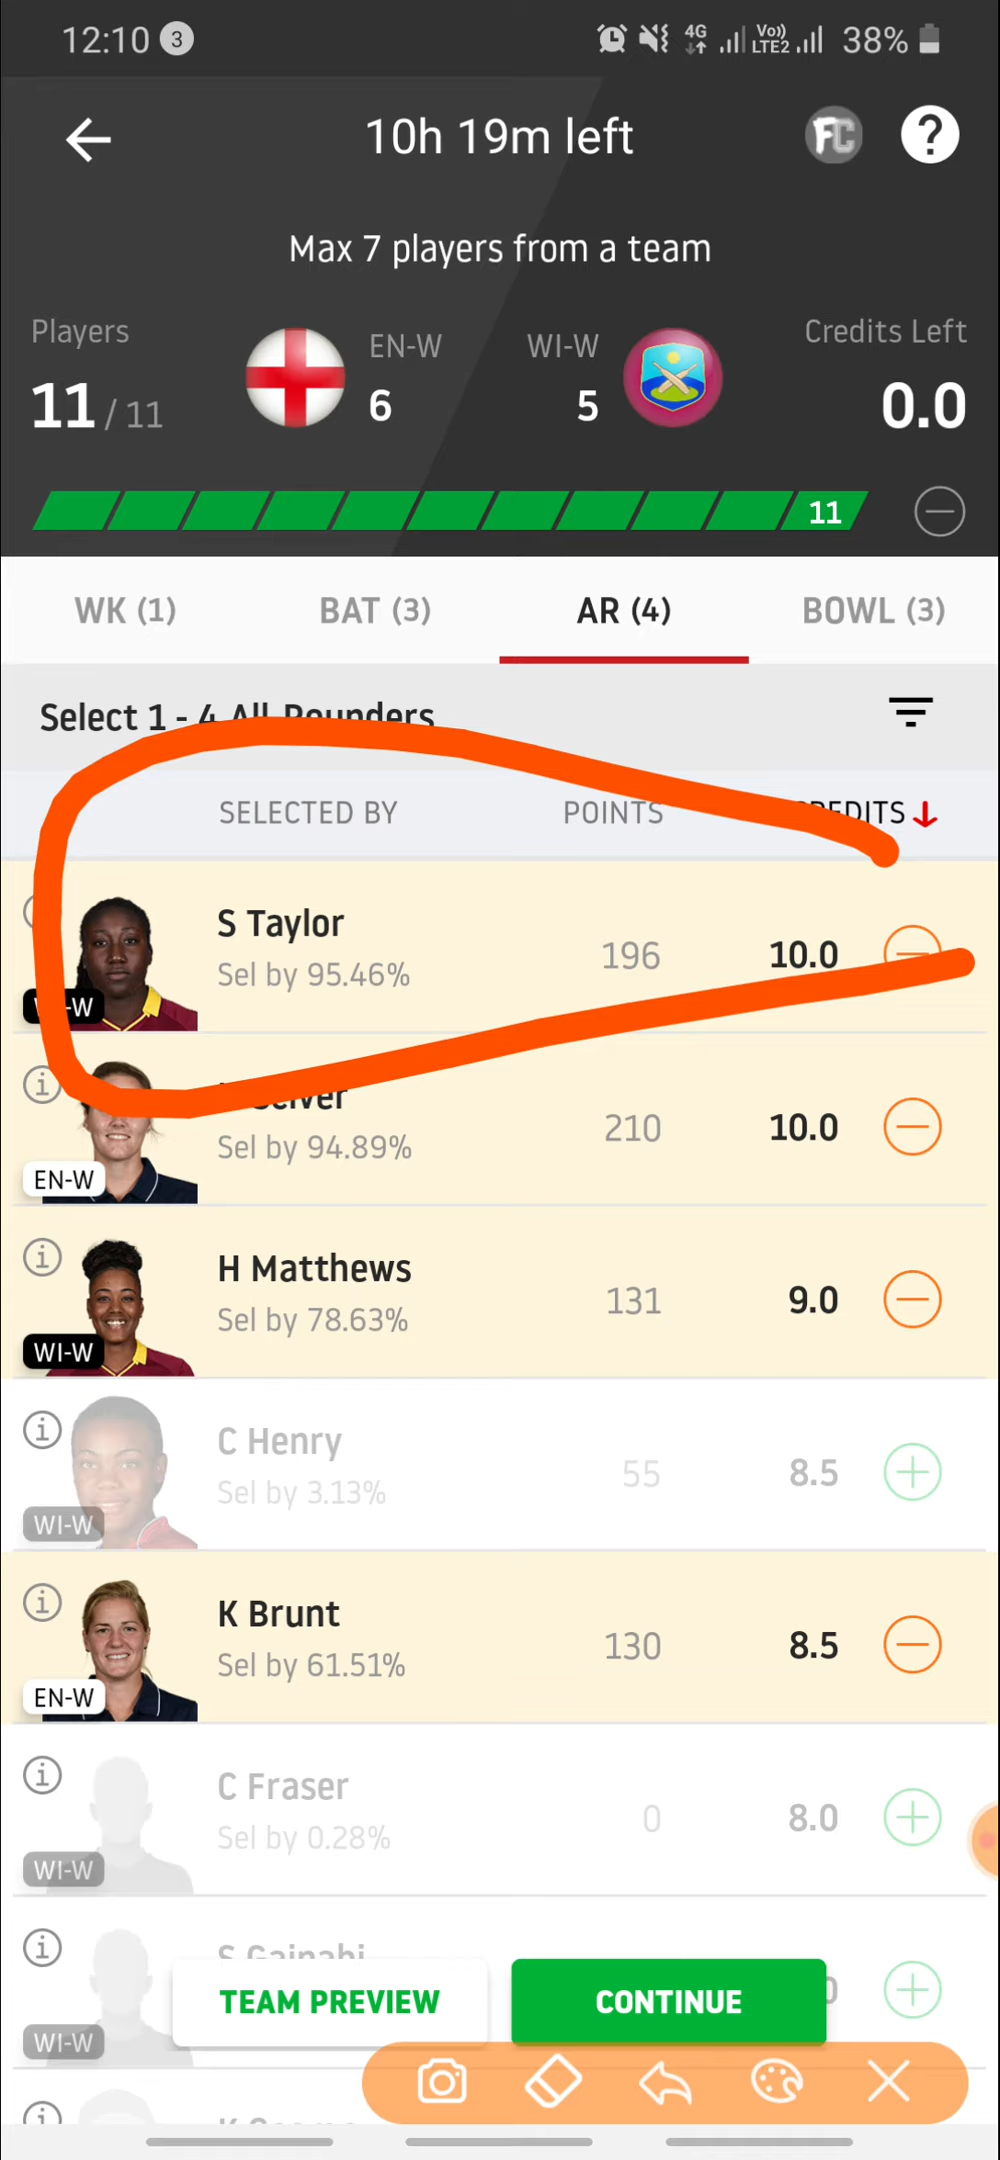 12:10 3 4G Vo)) LTE2 38%
10h 19m left FC ?
Max 7 players from a team
Players EN-W WI-W Credits Left
11 / 11 6 5 0.0
11
WK (1) BAT (3) AR (4) BOWL (3)
Select 1 - 4 All Rounders
SELECTED BY POINTS CREDITS
S Taylor
196 10.0
Sel by 95.46%
210 10.0
Sel by 94.89%
EN-W
H Matthews
131 9.0
Sel by 78.63%
WI-W
C Henry
55 8.5
Sel by 3.13%
WI-W
K Brunt
130 8.5
Sel by 61.51%
EN-W
C Fraser
0 8.0
Sel by 0.28%
WI-W
TEAM PREVIEW CONTINUE
WI-W